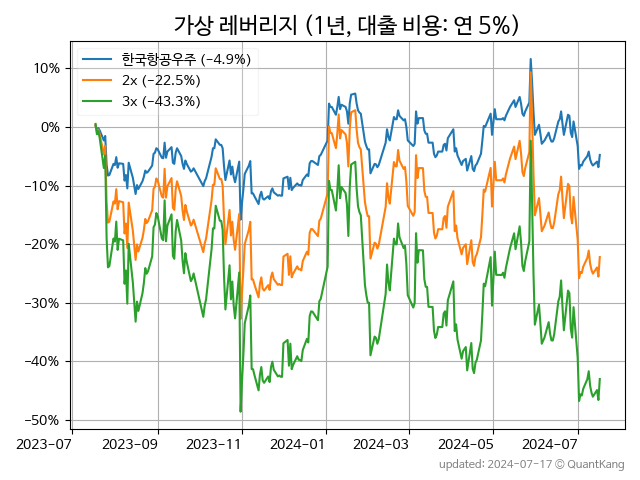 가상 레버리지 (1년, 대출 비용: 연 5%)
한국항공우주 (−4.9%)
2x (−22.5%)
3x (−43.3%)
10%
0%
−10%
−20%
−30%
−40%
−50%
2023-07 2023-09 2023-11 2024-01 2024-03 2024-05 2024-07
updated: 2024-07-17 © QuantKang